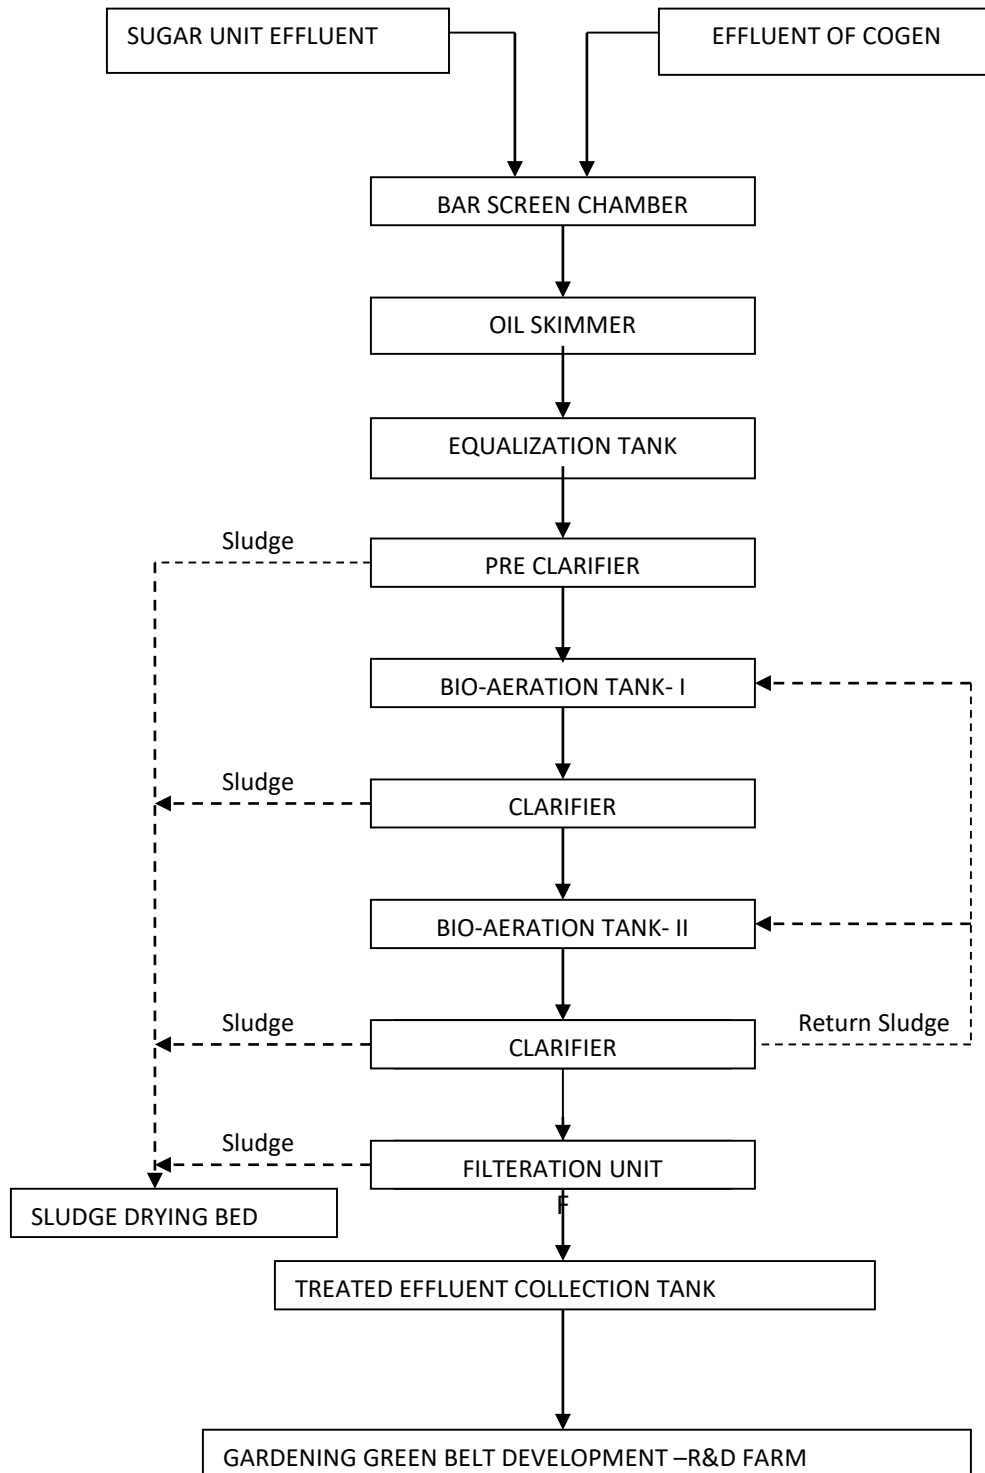 SUGAR UNIT EFFLUENT
EFFLUENT OF COGEN
BAR SCREEN CHAMBER
OIL SKIMMER
EQUALIZATION TANK
Sludge
PRE CLARIFIER
BIO-AERATION TANK- I
Sludge
CLARIFIER
BIO-AERATION TANK- II
Sludge
CLARIFIER
Return Sludge
Sludge
FILTERATION UNIT
F
SLUDGE DRYING BED
TREATED EFFLUENT COLLECTION TANK
GARDENING GREEN BELT DEVELOPMENT –R&D FARM